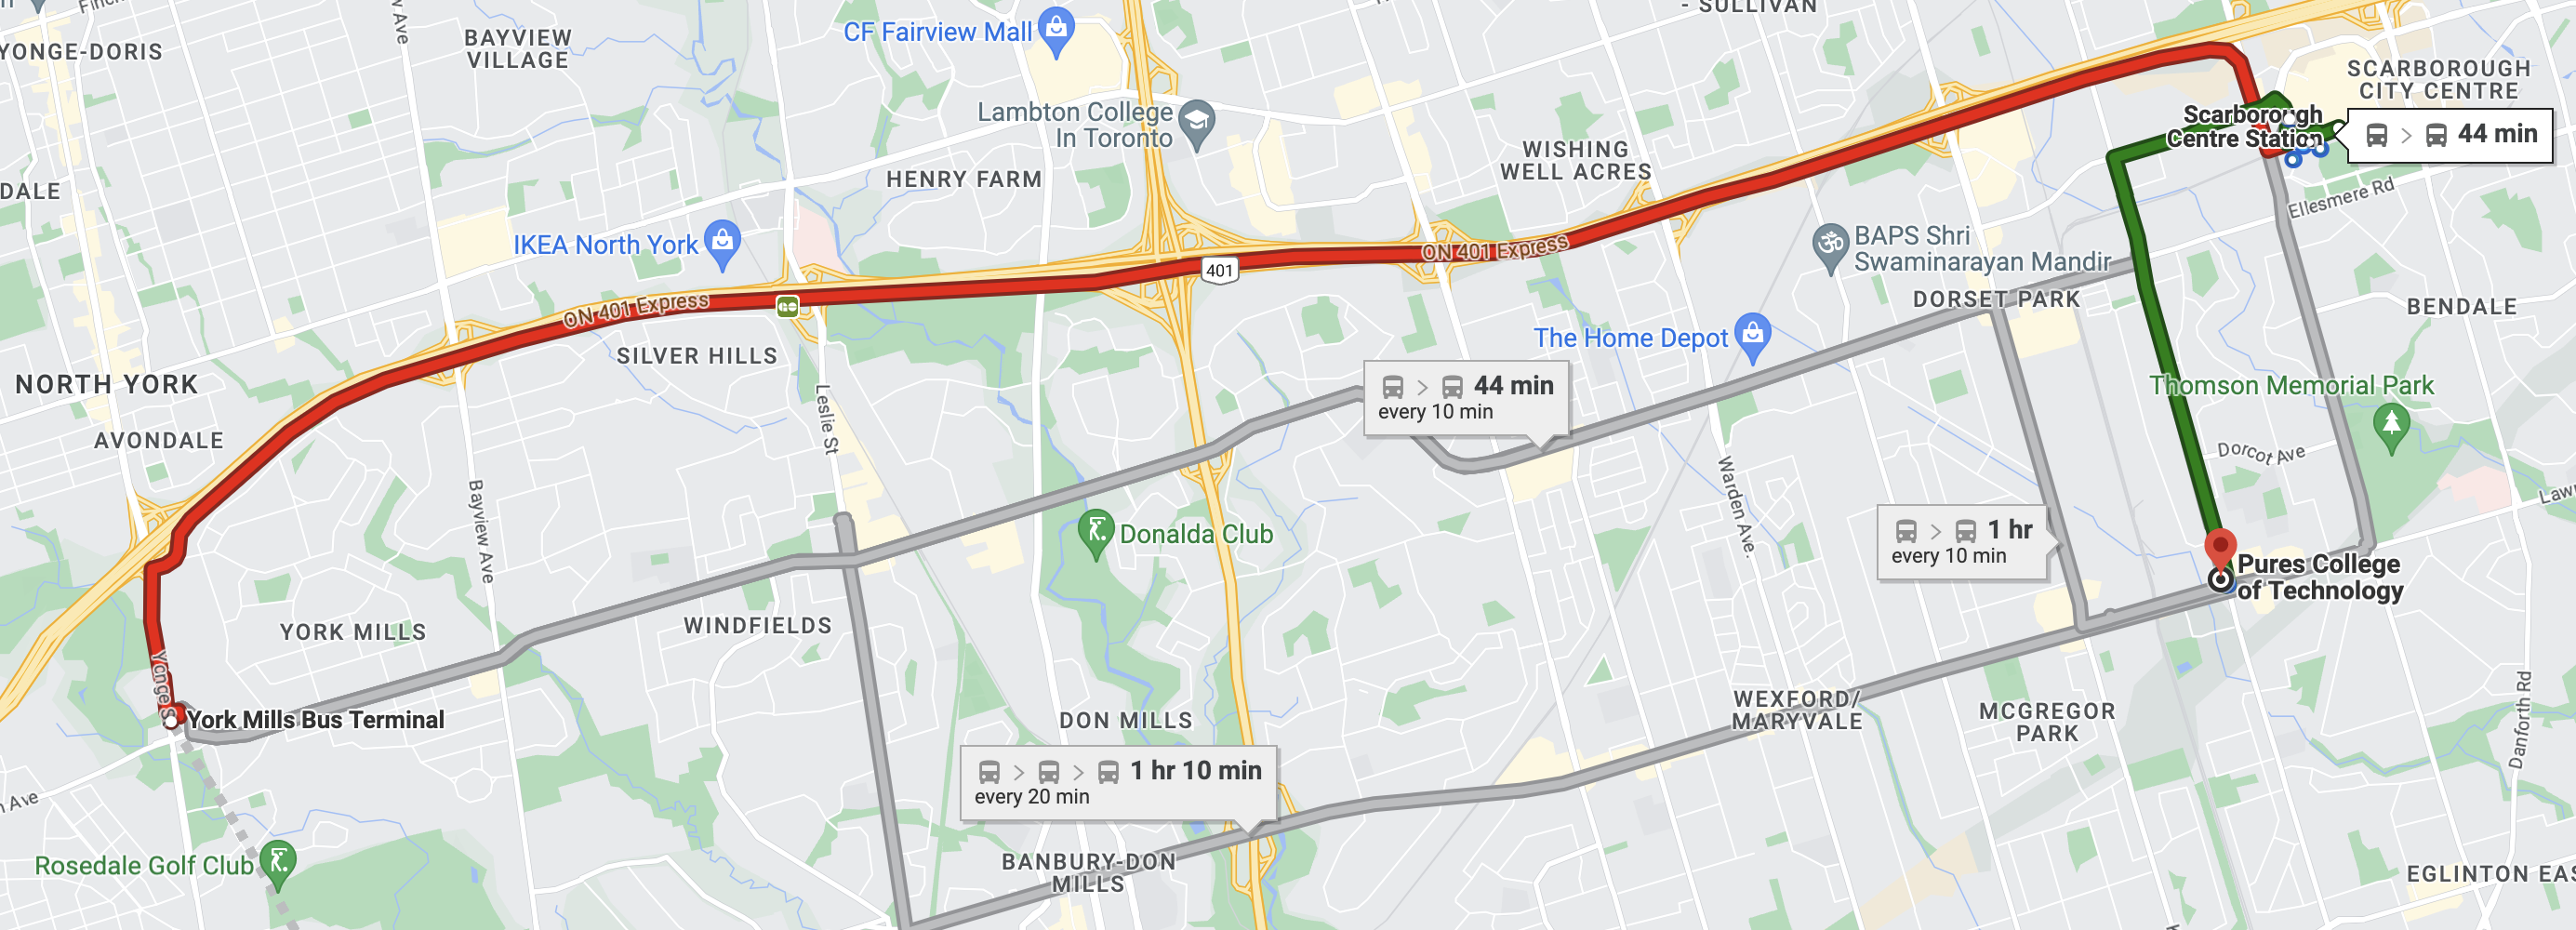 Finch
w Ave
- SULLIVAN
YONGE-DORIS
BAYVIEW
VILLAGE
CF Fairview Mall
SCARBOROUGH
CITY CENTRE
Lambton College
In Toronto
Scarborough
Centre Station
44 min
WISHING
WELL ACRES
HENRY FARM
DALE
Ellesmere Rd
IKEA North York
ON 401 Express
BAPS Shri
Swaminarayan Mandir
401
ON 401 Express
DORSET PARK
BENDALE
The Home Depot
SILVER HILLS
NORTH YORK
44 min
every 10 min
Thomson Memorial Park
Leslie St
AVONDALE
Dorcot Ave
Warden Ave.
Bayview Ave
Law
Donalda Club
1 hr
every 10 min
Pures College
of Technology
YORK MILLS
WINDFIELDS
Yonge S
York Mills Bus Terminal
DON MILLS
WEXFORD/
MARYVALE
MCGREGOR
PARK
Danforth Rd
1 hr 10 min
every 20 min
n Ave
Rosedale Golf Club
BANBURY-DON
MILLS
EGLINTON EAS